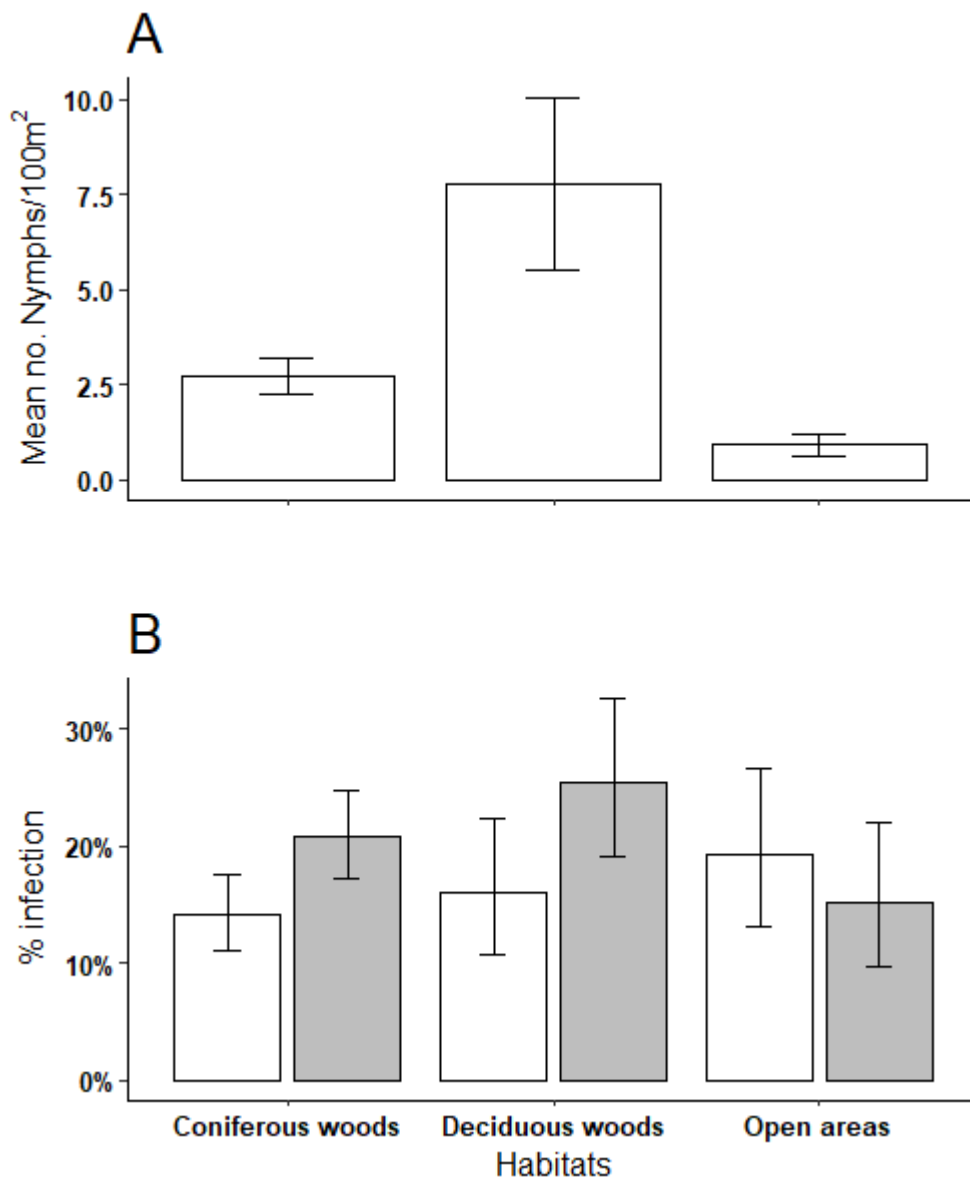 A
Mean no. Nymphs/100m²
10.0
7.5
5.0
2.5
0.0
B
% infection
30%
20%
10%
0%
Coniferous woods Deciduous woods Open areas
Habitats